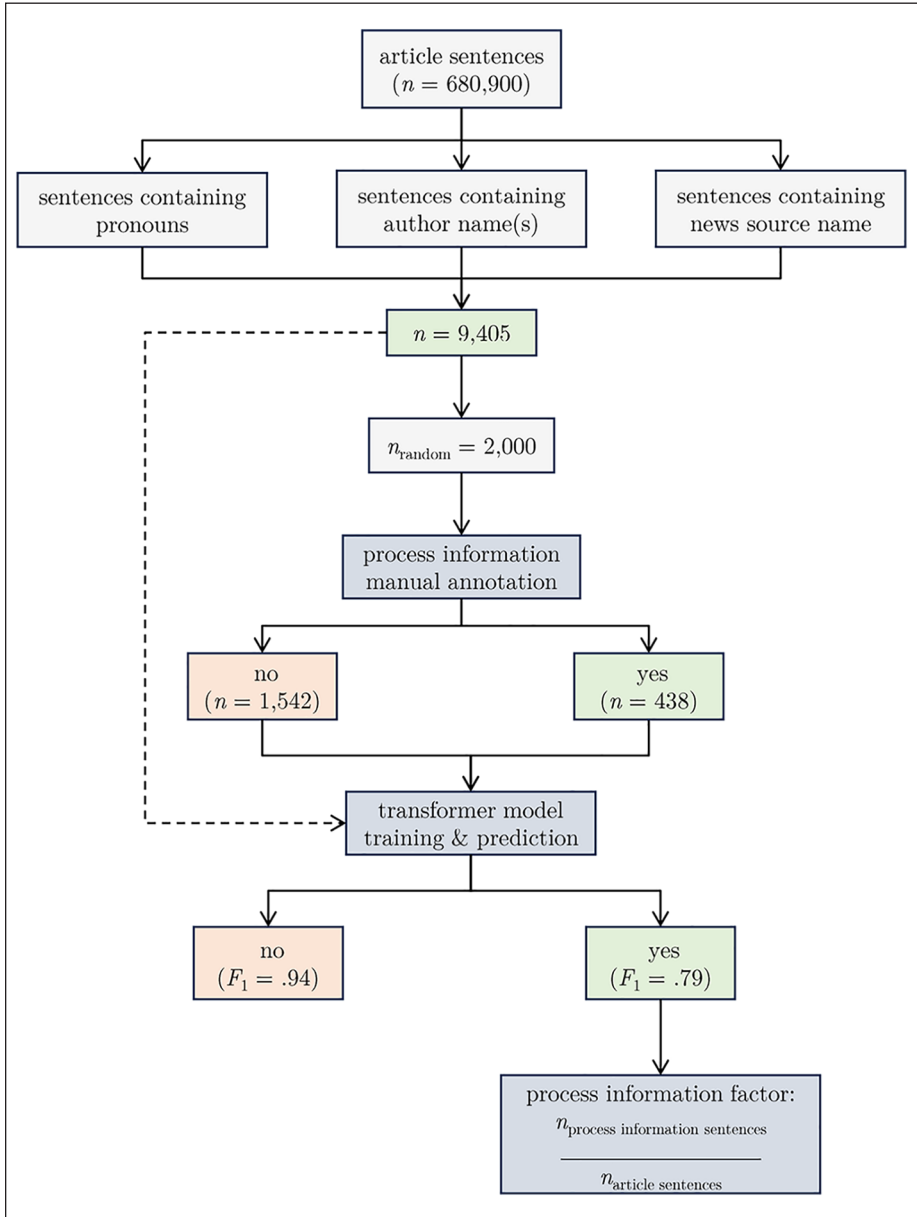 article sentences
(n = 680,900)
sentences containing
pronouns
sentences containing
author name(s)
sentences containing
news source name
n = 9,405
n_random = 2,000
process information
manual annotation
no
(n = 1,542)
yes
(n = 438)
transformer model
training & prediction
no
(F₁ = .94)
yes
(F₁ = .79)
process information factor:
n_process information sentences
n_article sentences